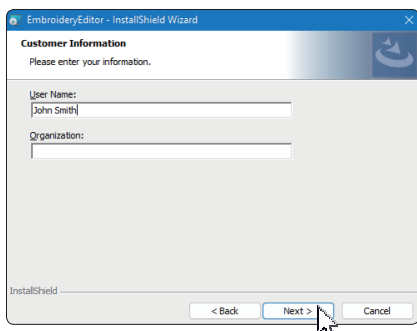 EmbroideryEditor - InstallShield Wizard
Customer Information
Please enter your information.
User Name:
John Smith
Organization:
InstallShield
< Back Next > Cancel